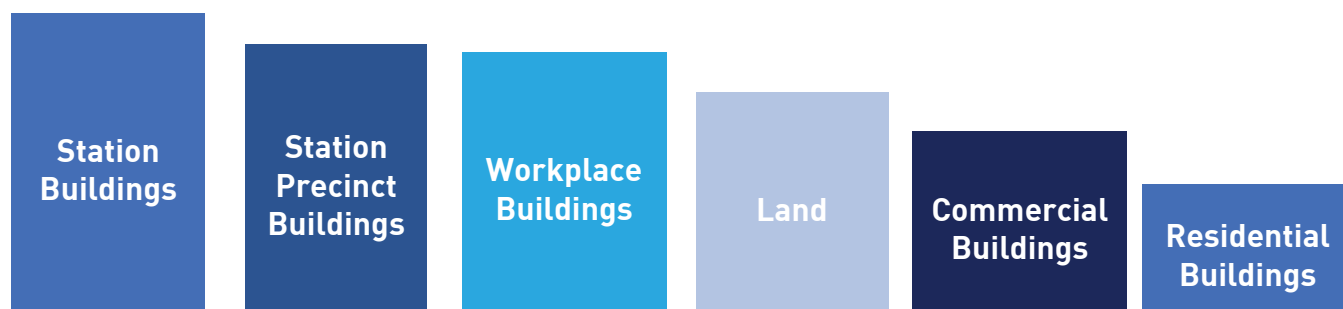 Station
Buildings
Station
Precinct
Buildings
Workplace
Buildings
Land
Commercial
Buildings
Residential
Buildings